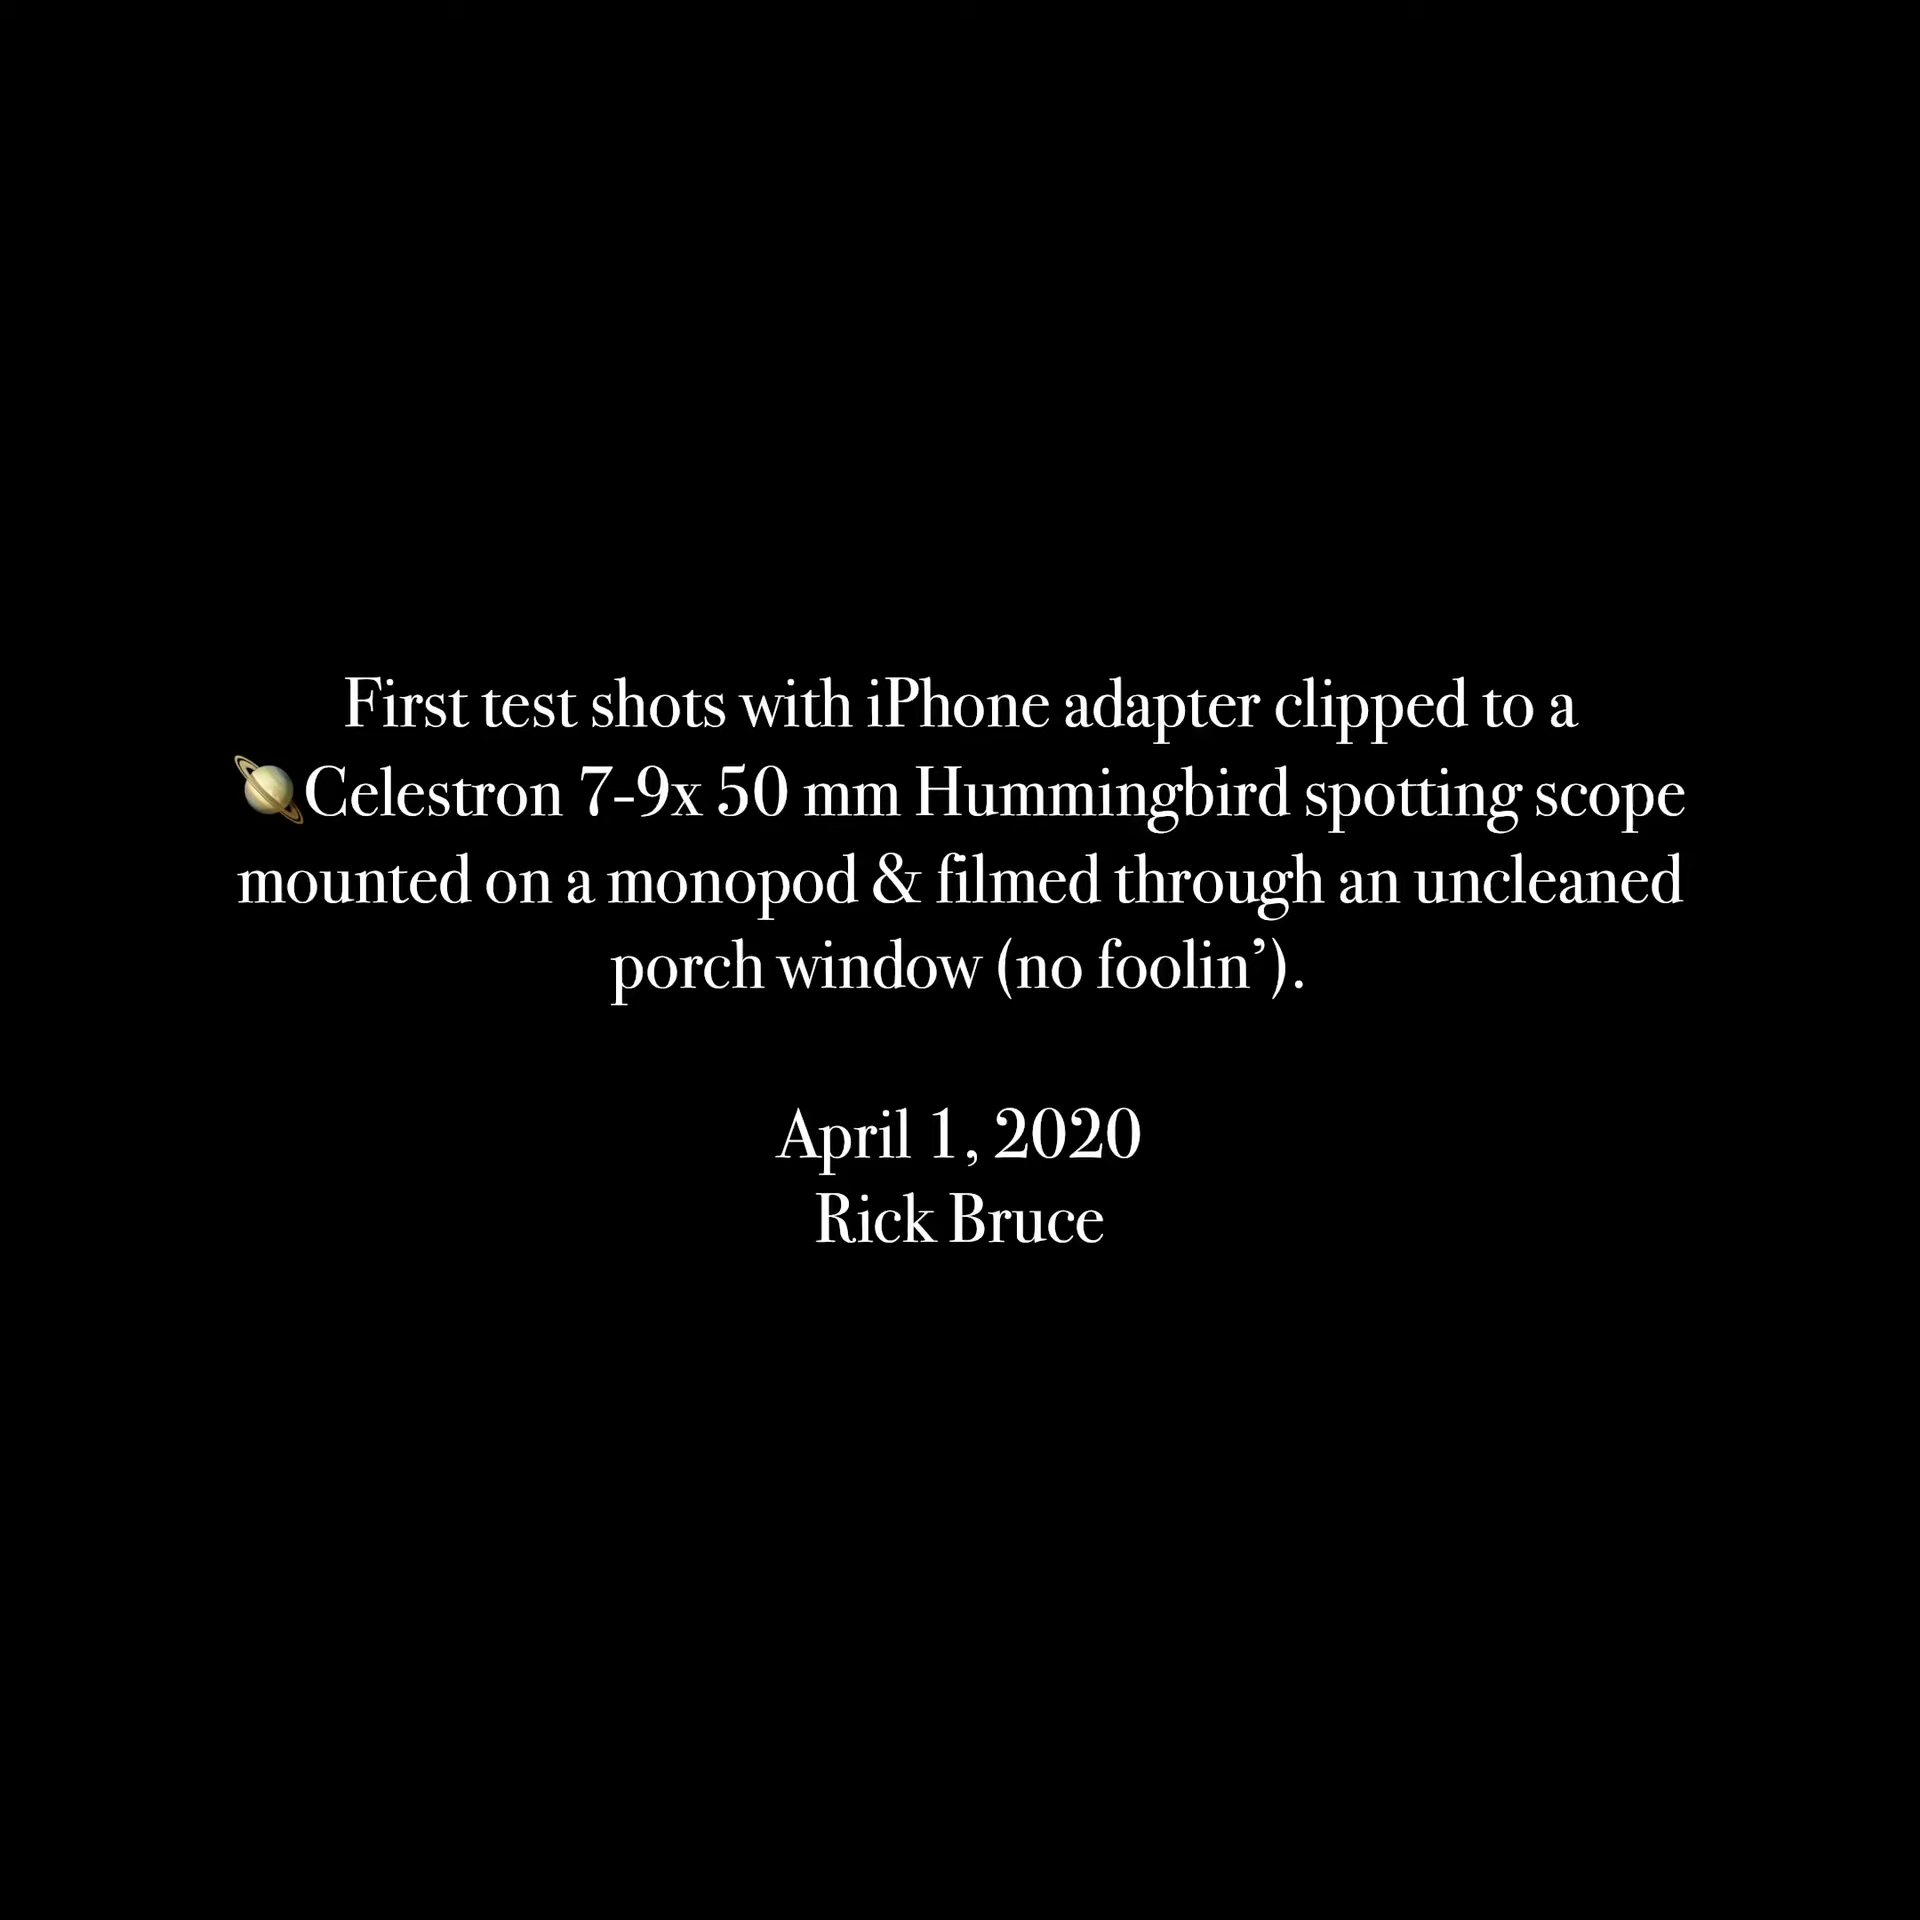 First test shots with iPhone adapter clipped to a
🪐Celestron 7-9x 50 mm Hummingbird spotting scope
mounted on a monopod & filmed through an uncleaned
porch window (no foolin’).
April 1, 2020
Rick Bruce